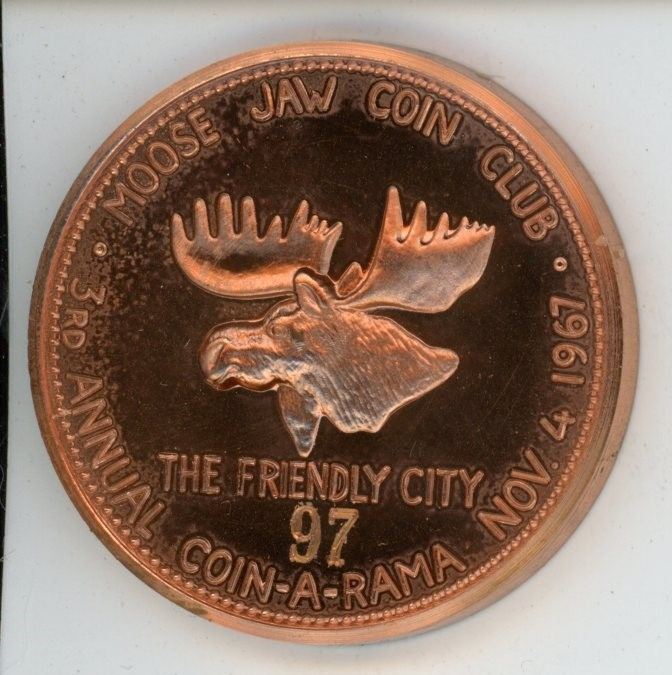 MOOSE JAW COIN CLUB
THE FRIENDLY CITY
97
3RD ANNUAL COIN-A-RAMA NOV. 4 1967